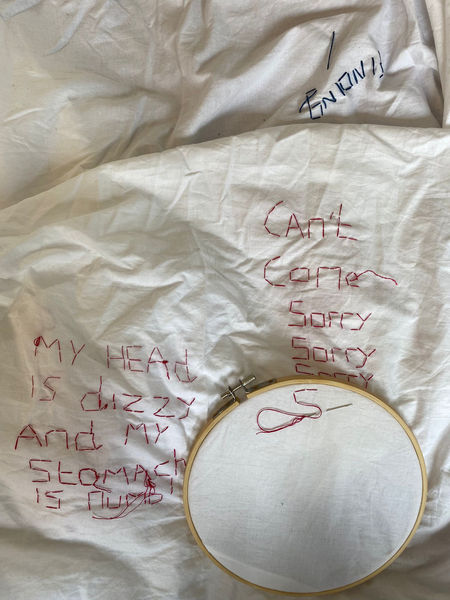 MY HEAd
IS dizzy
And MY
StoMACh
IS numb
CAn't
Come
Sorry
Sorry
Sorry
S